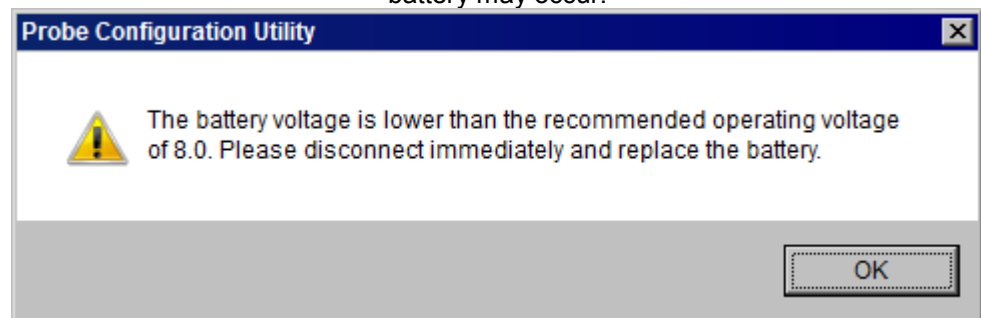 battery may occur.
Probe Configuration Utility
The battery voltage is lower than the recommended operating voltage
of 8.0. Please disconnect immediately and replace the battery.
OK